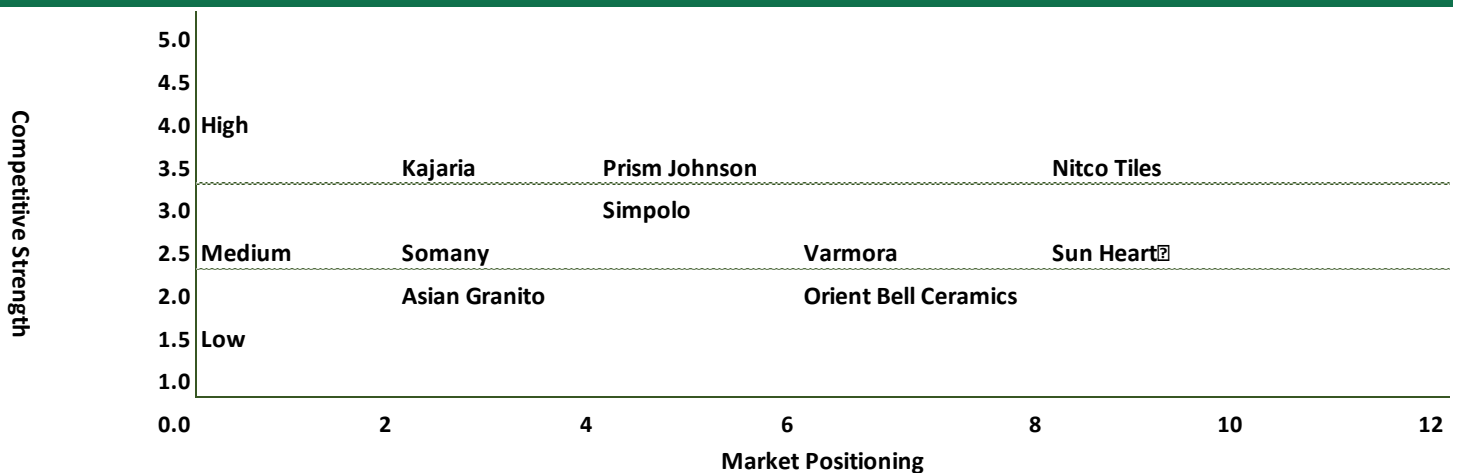 5.0
4.5
4.0 High
3.5 Kajaria Prism Johnson Nitco Tiles
3.0 Simpolo
2.5 Medium Somany Varmora Sun Heart
2.0 Asian Granito Orient Bell Ceramics
1.5 Low
1.0
0.0 2 4 6 8 10 12
Market Positioning
Competitive Strength